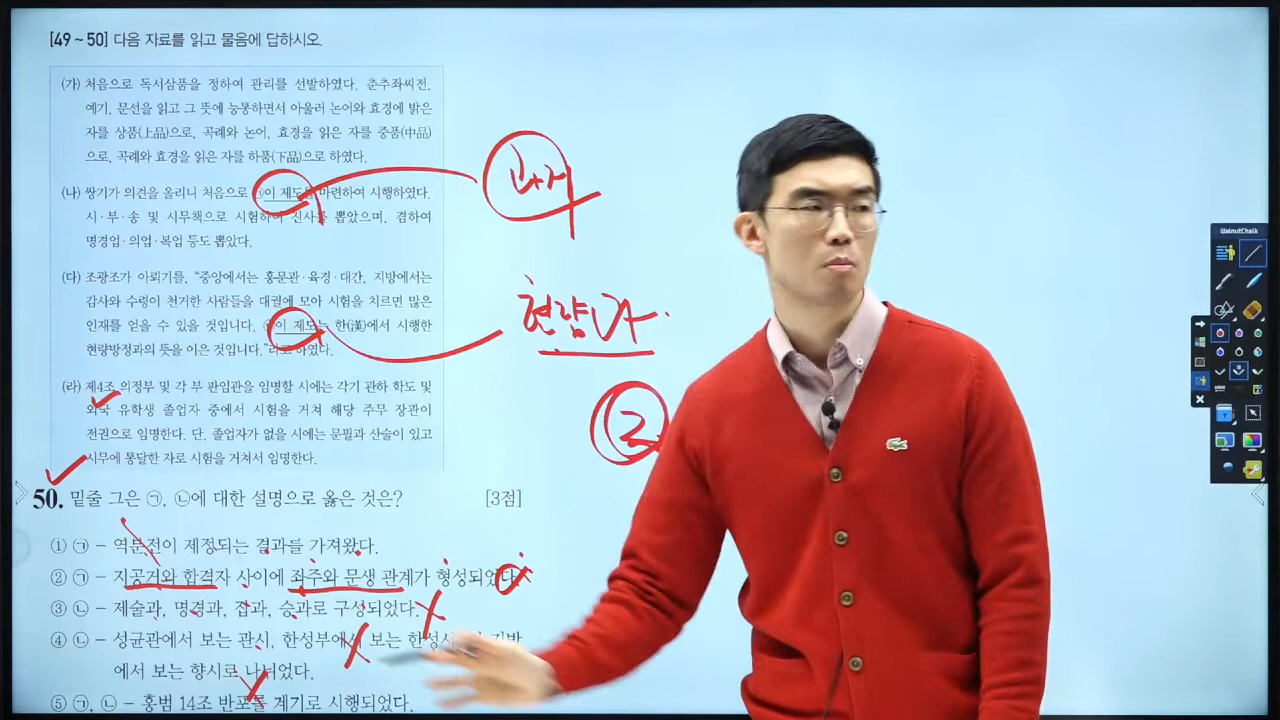 [49~50] 다음 자료를 읽고 물음에 답하시오.
(가) 처음으로 독서삼품을 정하여 관리를 선발하였다. 춘추좌씨전,
예기, 문선을 읽고 그 뜻에 능통하면서 아울러 논어와 효경에 밝은
자를 상품(上品)으로, 곡례와 논어, 효경을 읽은 자를 중품(中品)
으로, 곡례와 효경을 읽은 자를 하품(下品)으로 하였다.
과거
(나) 쌍기가 의견을 올리니 처음으로 ㉠이 제도를 마련하여 시행하였다.
시·부·송 및 시무책으로 시험하여 진사를 뽑았으며, 겸하여
명경업·의업·복업 등도 뽑았다.
(다) 조광조가 아뢰기를, “중앙에서는 홍문관·육경·대간, 지방에서는
감사와 수령이 천거한 사람들을 대궐에 모아 시험을 치르면 많은
인재를 얻을 수 있을 것입니다. ㉡이 제도는 한(漢)에서 시행한
현량방정과의 뜻을 이은 것입니다.”라고 하였다.
현량과.
(라) 제4조 의정부 및 각 부 판임관을 임명할 시에는 각기 관하 학도 및
외국 유학생 졸업자 중에서 시험을 거쳐 해당 주무 장관이
전권으로 임명한다. 단, 졸업자가 없을 시에는 문필과 산술이 있고
시무에 통달한 자로 시험을 거쳐서 임명한다.
②
50. 밑줄 그은 ㉠, ㉡에 대한 설명으로 옳은 것은? [3점]
① ㉠ – 역분전이 제정되는 결과를 가져왔다.
② ㉠ – 지공거와 합격자 사이에 좌주와 문생 관계가 형성되었다.
③ ㉡ – 제술과, 명경과, 잡과, 승과로 구성되었다.
④ ㉡ – 성균관에서 보는 관시, 한성부에서 보는 한성시, 각 지방
에서 보는 향시로 나뉘었다.
⑤ ㉠, ㉡ – 홍범 14조 반포를 계기로 시행되었다.
WalnutChalk